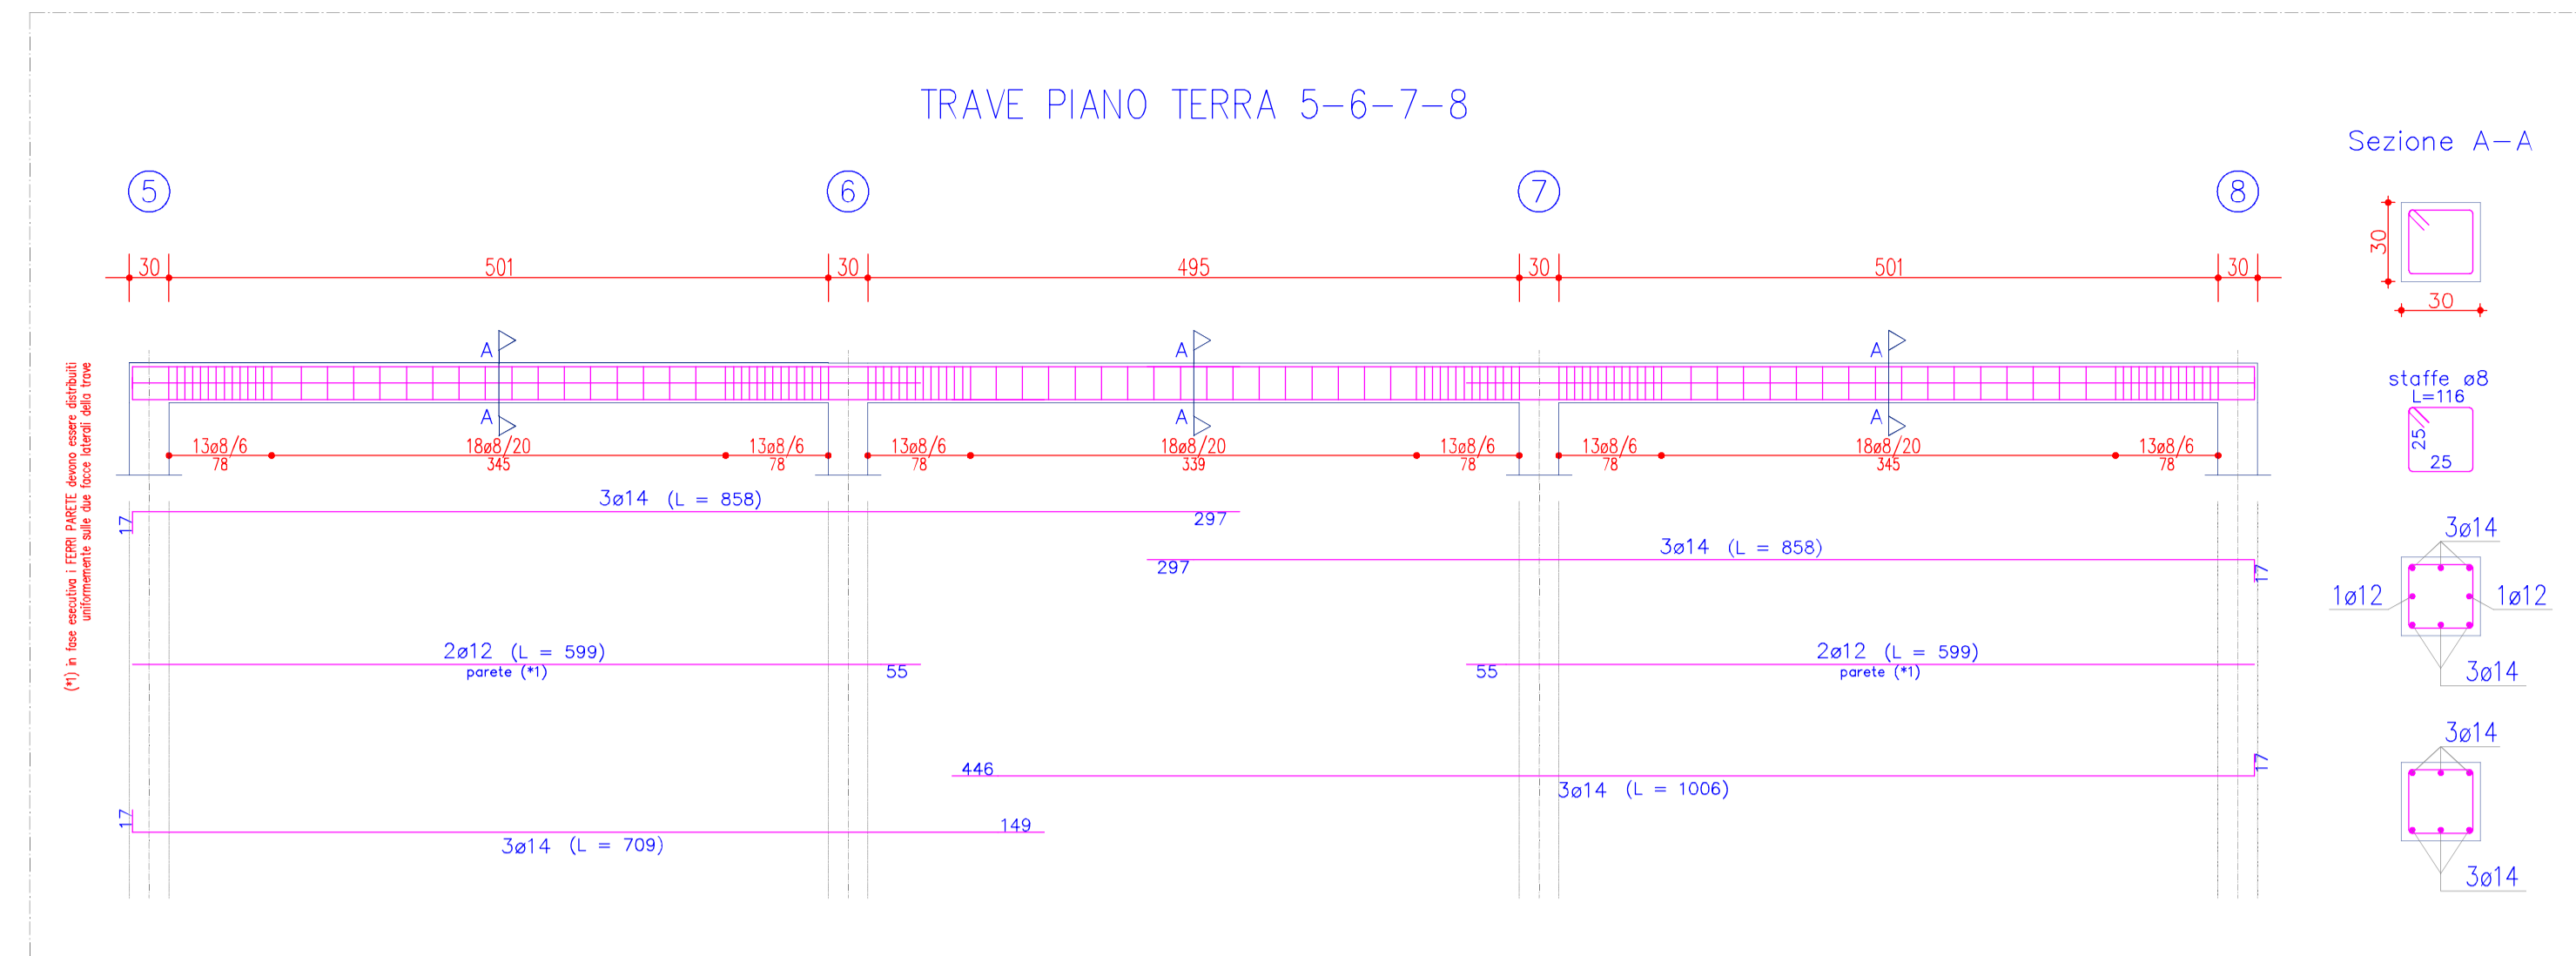 TRAVE PIANO TERRA 5-6-7-8
Sezione A-A
5 6 7 8
30 501 30 495 30 501 30
30
30
A A A
A A A
staffe ø8
L=116
25
25
13ø8/6 18ø8/20 13ø8/6 13ø8/6 18ø8/20 13ø8/6 13ø8/6 18ø8/20 13ø8/6
78 345 78 78 339 78 78 345 78
(*1) in fase esecutiva i FERRI PARETE devono essere distribuiti
uniformemente sulle due facce laterali della trave
3ø14 (L = 858)
17
297
3ø14 (L = 858)
297
17
2ø12 (L = 599)
parete (*1)
55
2ø12 (L = 599)
parete (*1)
55
446
17
3ø14 (L = 1006)
17
149
3ø14 (L = 709)
3ø14
1ø12 1ø12
3ø14
3ø14
3ø14